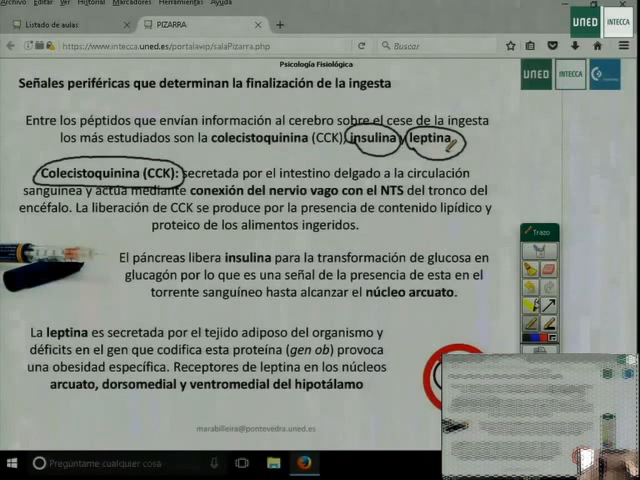 Archivo Editar Ver Historial Marcadores Herramientas Ayuda
Listado de aulas
PIZARRA
https://www.intecca.uned.es/portalavip/salaPizarra.php
Buscar
UNED INTECCA
Psicología Fisiológica
UNED INTECCA
Señales periféricas que determinan la finalización de la ingesta
Entre los péptidos que envían información al cerebro sobre el cese de la ingesta
los más estudiados son la colecistoquinina (CCK), insulina y leptina
Colecistoquinina (CCK): secretada por el intestino delgado a la circulación
sanguínea y actúa mediante conexión del nervio vago con el NTS del tronco del
encéfalo. La liberación de CCK se produce por la presencia de contenido lipídico y
proteico de los alimentos ingeridos.
Trazo
El páncreas libera insulina para la transformación de glucosa en
glucagón por lo que es una señal de la presencia de esta en el
torrente sanguíneo hasta alcanzar el núcleo arcuato.
La leptina es secretada por el tejido adiposo del organismo y
déficits en el gen que codifica esta proteína (gen ob) provoca
una obesidad específica. Receptores de leptina en los núcleos
arcuato, dorsomedial y ventromedial del hipotálamo
marabilleira@pontevedra.uned.es
Pregúntame cualquier cosa